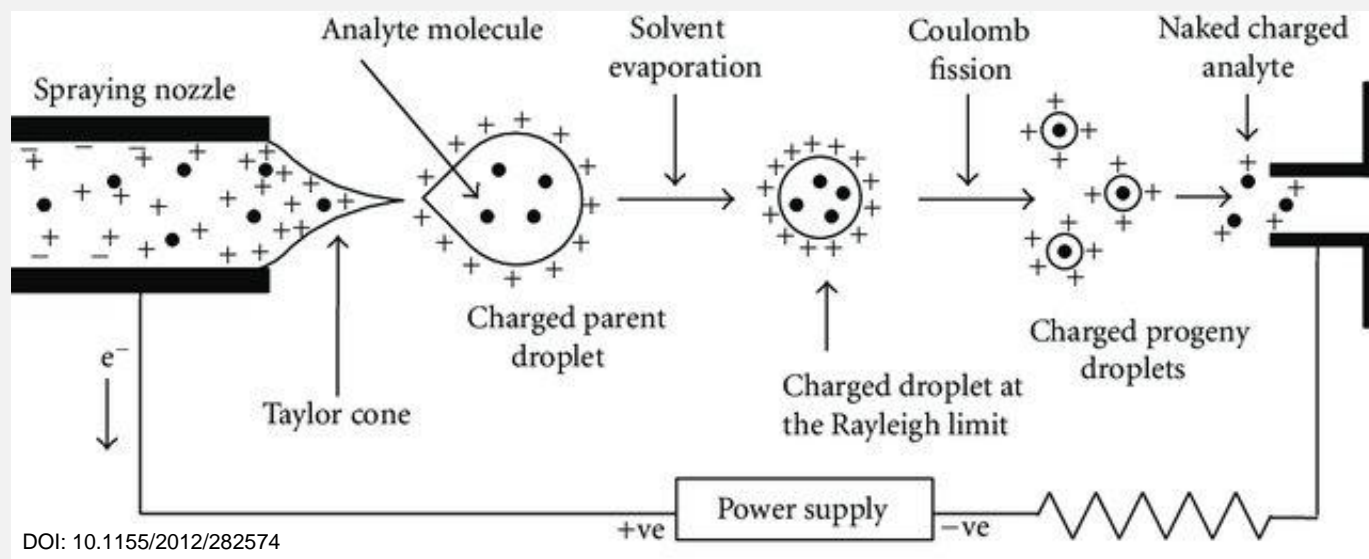 Analyte molecule
Solvent
evaporation
Coulomb
fission
Naked charged
analyte
Spraying nozzle
Charged parent
droplet
Charged progeny
droplets
e⁻
Taylor cone
Charged droplet at
the Rayleigh limit
+ve
Power supply
−ve
DOI: 10.1155/2012/282574